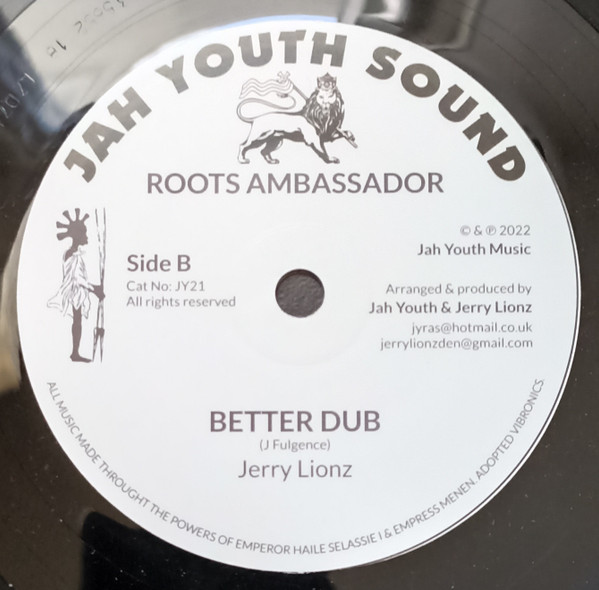 JAH YOUTH SOUND
ROOTS AMBASSADOR
© & ℗ 2022
Jah Youth Music
Side B
Cat No: JY21
All rights reserved
Arranged & produced by
Jah Youth & Jerry Lionz
jyras@hotmail.co.uk
jerrylionzden@gmail.com
BETTER DUB
(J Fulgence)
Jerry Lionz
ALL MUSIC MADE THROUGHT THE POWERS OF EMPEROR HAILE SELASSIE I & EMPRESS MENEN. ADOPTED VIBRONICS.